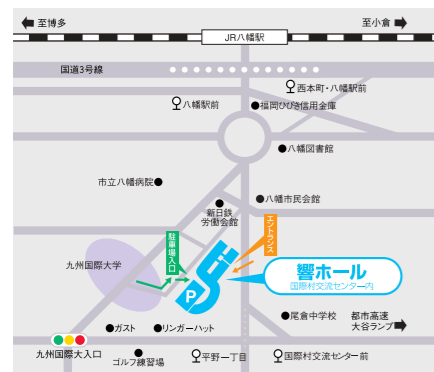 至博多
至小倉
JR八幡駅
国道3号線
西本町・八幡駅前
八幡駅前
福岡ひびき信用金庫
八幡図書館
市立八幡病院
八幡市民会館
新日鉄
労働会館
エントランス
駐車場入口
九州国際大学
響ホール
国際村交流センター内
P
尾倉中学校
都市高速
大谷ランプ
ガスト
リンガーハット
九州国際大入口
ゴルフ練習場
平野一丁目
国際村交流センター前